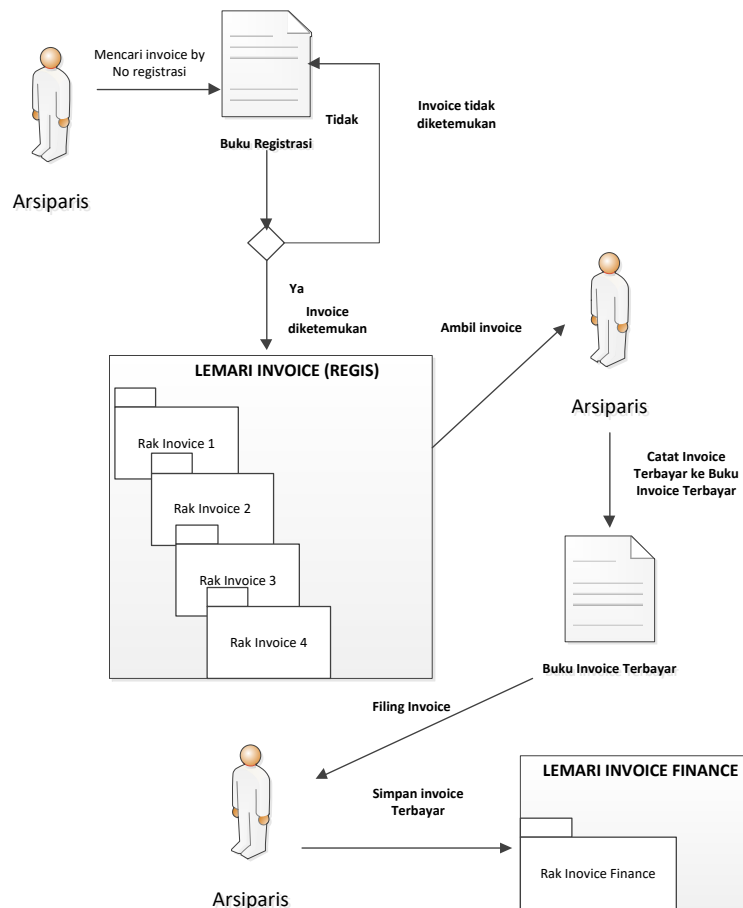 Mencari invoice by
No registrasi
Arsiparis
Buku Registrasi
Tidak
Invoice tidak
diketemukan
Ya
Invoice
diketemukan
Ambil invoice
Arsiparis
LEMARI INVOICE (REGIS)
Rak Inovice 1
Rak Invoice 2
Rak Invoice 3
Rak Invoice 4
Catat Invoice
Terbayar ke Buku
Invoice Terbayar
Buku Invoice Terbayar
Filing Invoice
Arsiparis
Simpan invoice
Terbayar
LEMARI INVOICE FINANCE
Rak Inovice Finance